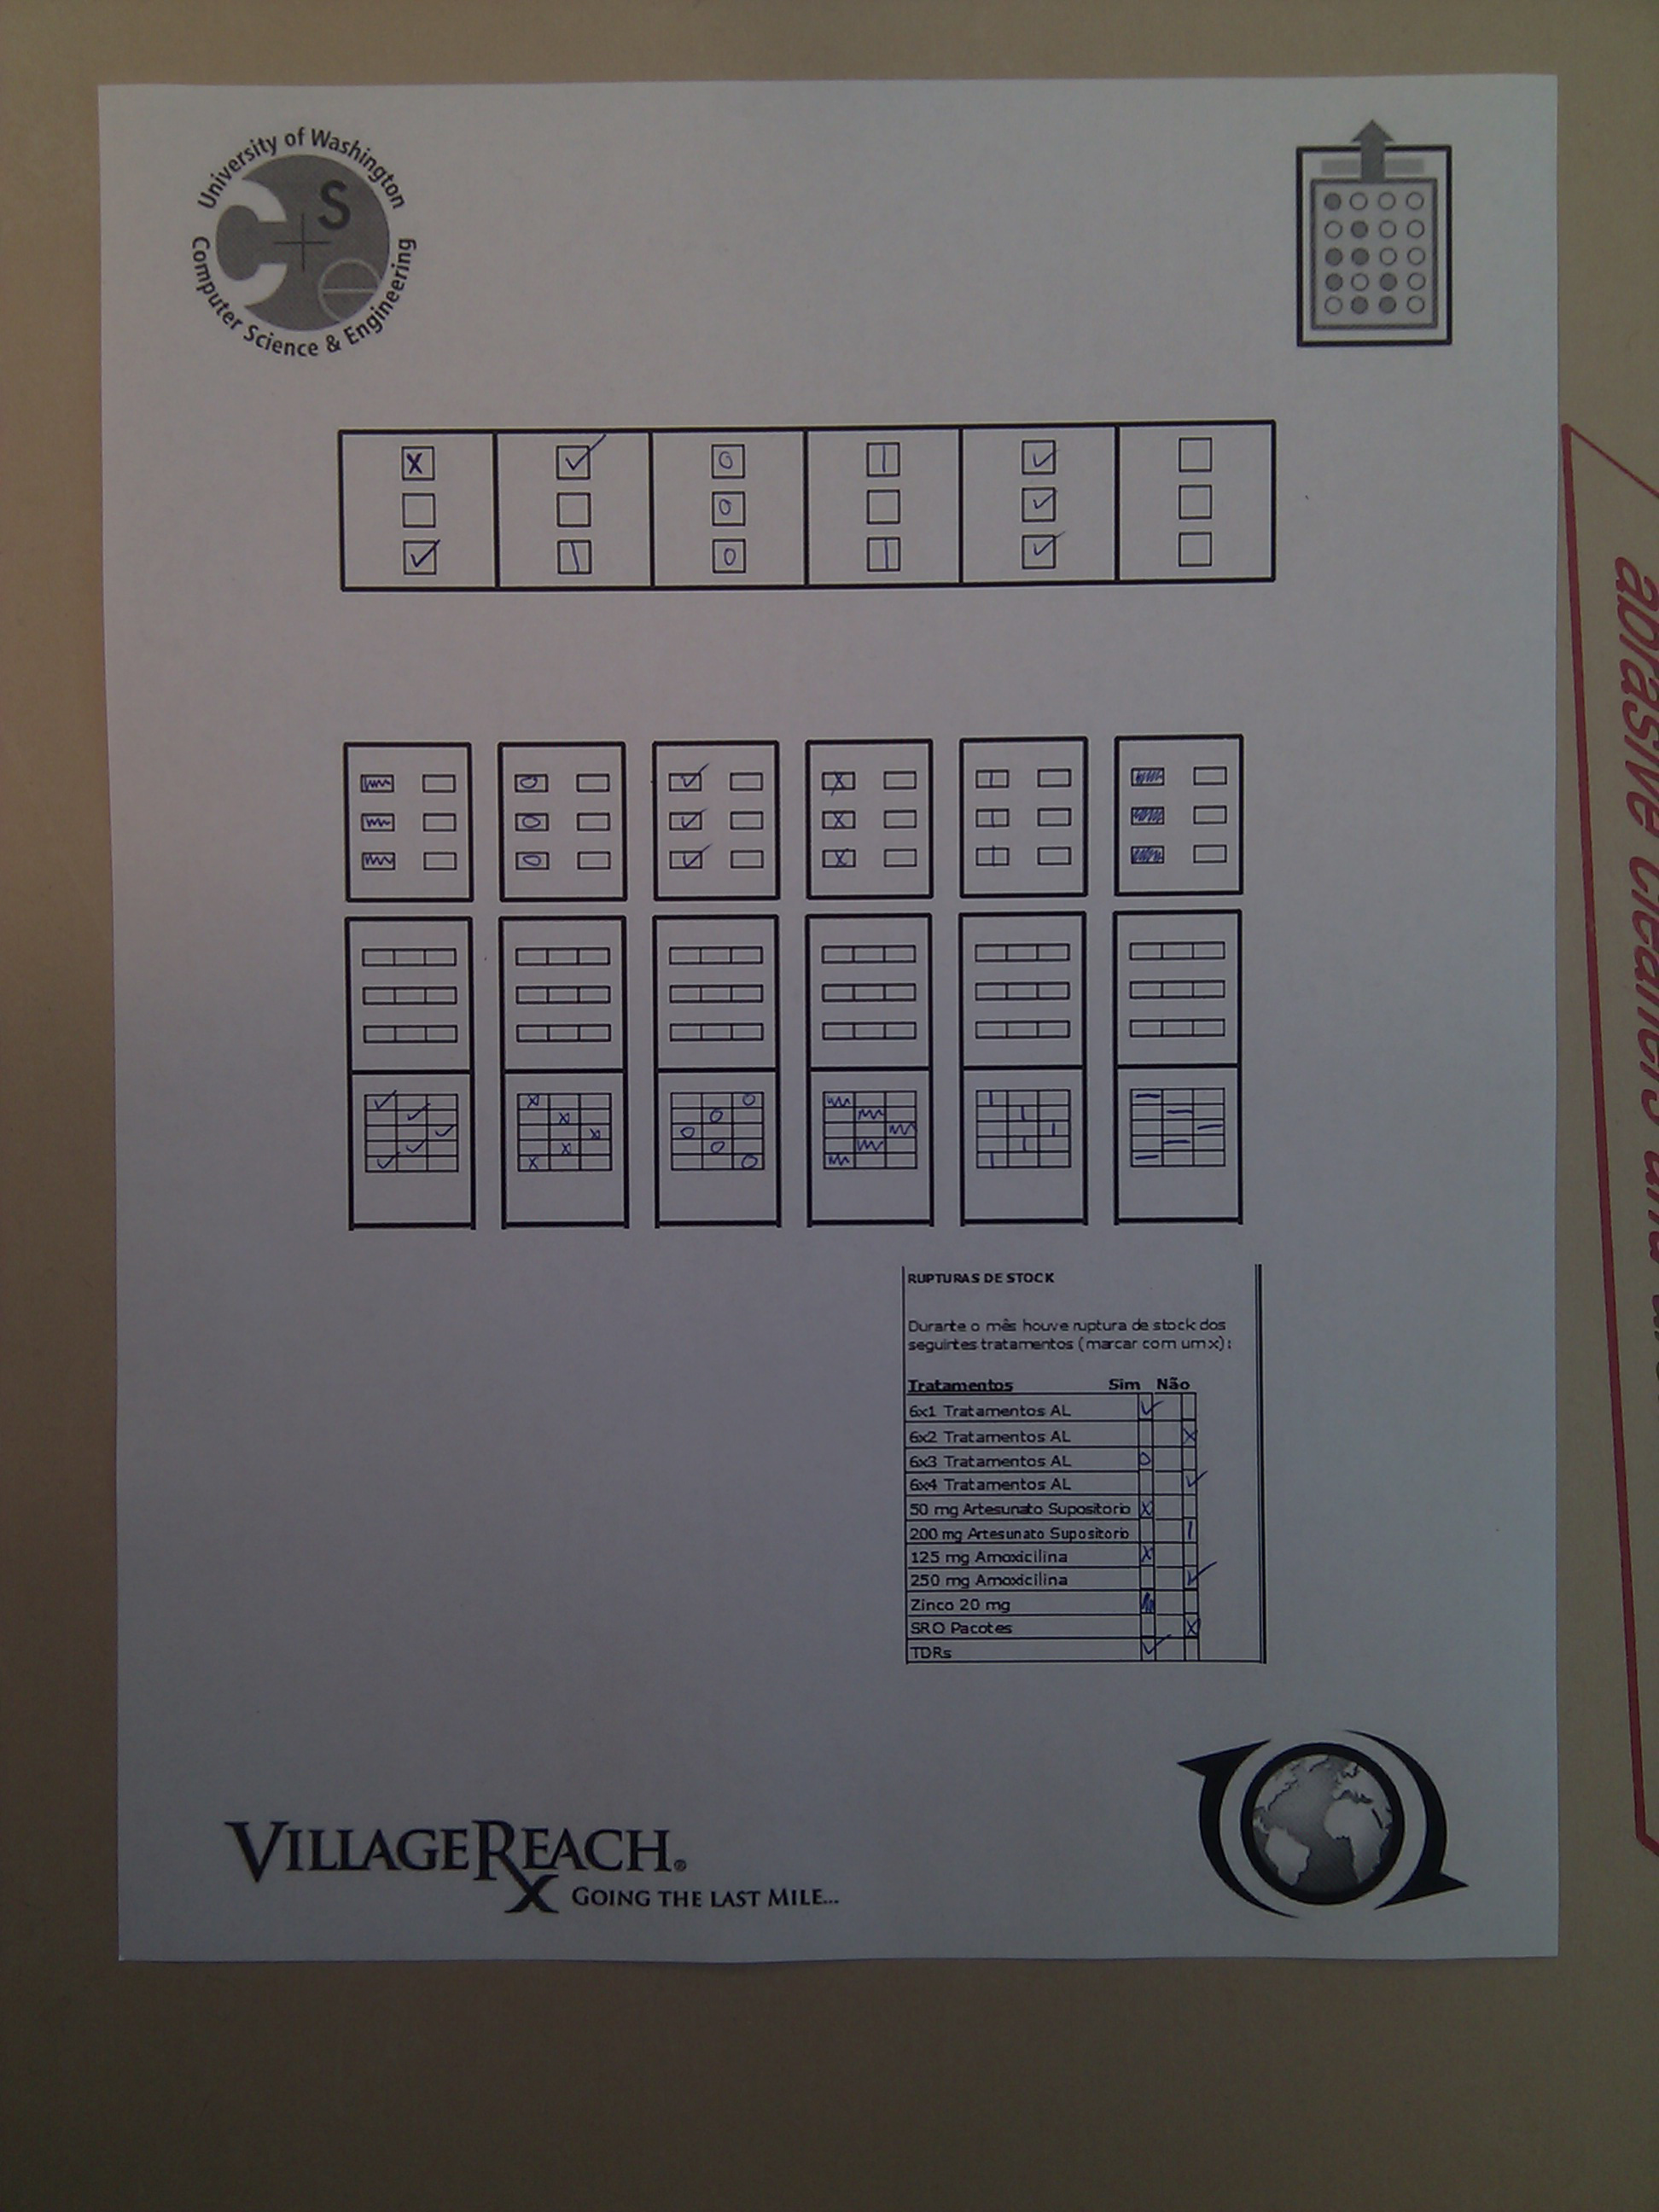 University of Washington
Computer Science & Engineering
C S e
RUPTURAS DE STOCK
Durante o mês houve ruptura de stock dos
seguintes tratamentos (marcar com um x):
Tratamentos Sim Não
6x1 Tratamentos AL
6x2 Tratamentos AL
6x3 Tratamentos AL
6x4 Tratamentos AL
50 mg Artesunato Supositorio
200 mg Artesunato Supositorio
125 mg Amoxicilina
250 mg Amoxicilina
Zinco 20 mg
SRO Pacotes
TDRs
VILLAGEREACH®
GOING THE LAST MILE...
abrasive cleaners and